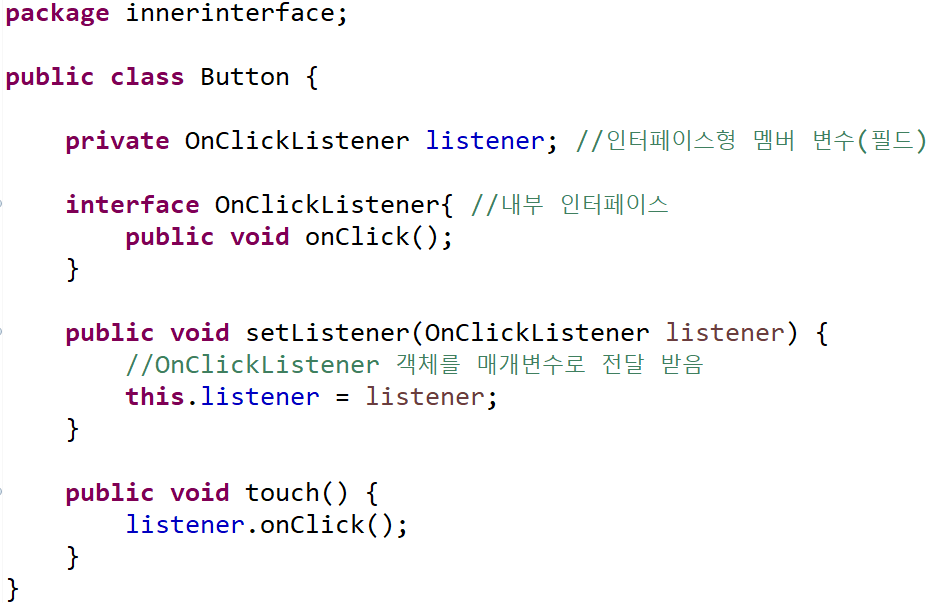 package innerinterface;
public class Button {
private OnClickListener listener; //인터페이스형 멤버 변수(필드)
interface OnClickListener{ //내부 인터페이스
public void onClick();
}
public void setListener(OnClickListener listener) {
//OnClickListener 객체를 매개변수로 전달 받음
this.listener = listener;
}
public void touch() {
listener.onClick();
}
}